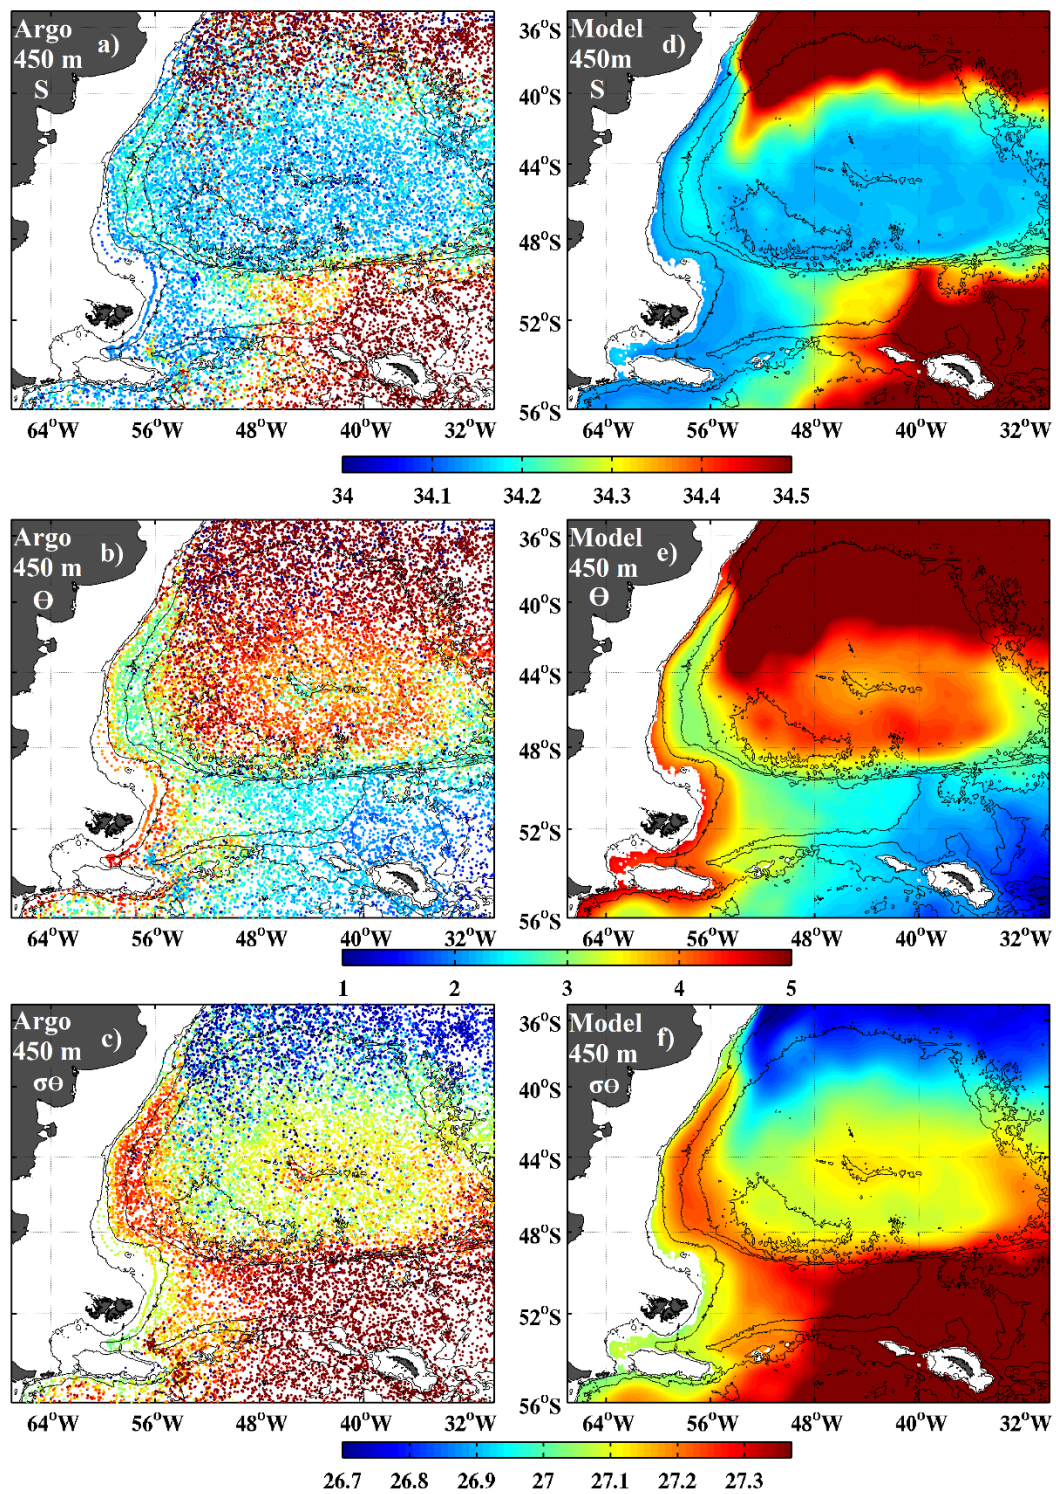 Argo a)
450 m
S
Model d)
450m
S
36°S
40°S
44°S
48°S
52°S
56°S
64°W 56°W 48°W 40°W 32°W
64°W 56°W 48°W 40°W 32°W
34 34.1 34.2 34.3 34.4 34.5
Argo b)
450 m
Θ
Model e)
450 m
Θ
36°S
40°S
44°S
48°S
52°S
56°S
64°W 56°W 48°W 40°W 32°W
64°W 56°W 48°W 40°W 32°W
1 2 3 4 5
Argo c)
450 m
σΘ
Model f)
450 m
σΘ
36°S
40°S
44°S
48°S
52°S
56°S
64°W 56°W 48°W 40°W 32°W
64°W 56°W 48°W 40°W 32°W
26.7 26.8 26.9 27 27.1 27.2 27.3